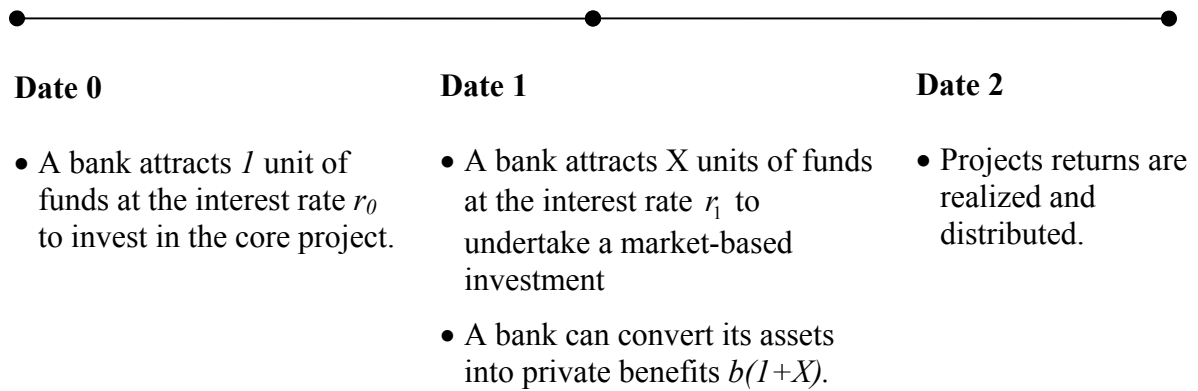 Date 0
• A bank attracts 1 unit of
funds at the interest rate r₀
to invest in the core project.
Date 1
• A bank attracts X units of funds
at the interest rate r₁ to
undertake a market-based
investment
• A bank can convert its assets
into private benefits b(1+X).
Date 2
• Projects returns are
realized and
distributed.